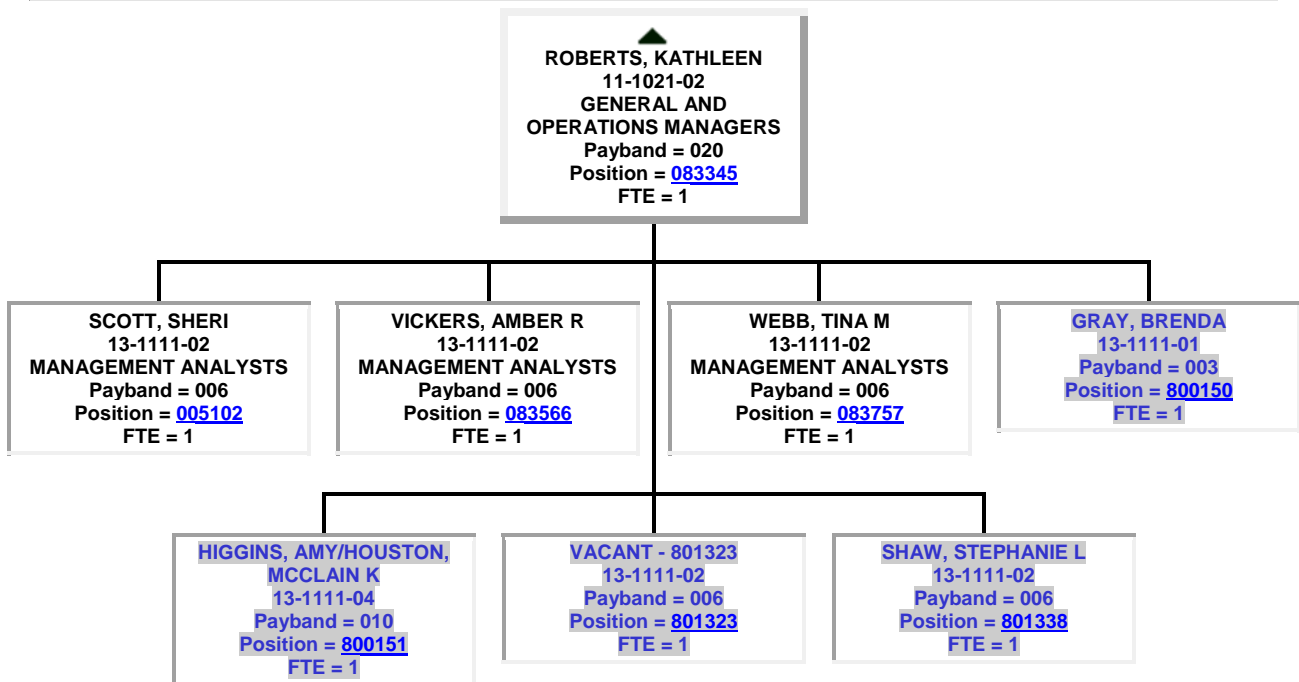 ROBERTS, KATHLEEN
11-1021-02
GENERAL AND
OPERATIONS MANAGERS
Payband = 020
Position = 083345
FTE = 1
SCOTT, SHERI
13-1111-02
MANAGEMENT ANALYSTS
Payband = 006
Position = 005102
FTE = 1
VICKERS, AMBER R
13-1111-02
MANAGEMENT ANALYSTS
Payband = 006
Position = 083566
FTE = 1
WEBB, TINA M
13-1111-02
MANAGEMENT ANALYSTS
Payband = 006
Position = 083757
FTE = 1
GRAY, BRENDA
13-1111-01
Payband = 003
Position = 800150
FTE = 1
HIGGINS, AMY/HOUSTON,
MCCLAIN K
13-1111-04
Payband = 010
Position = 800151
FTE = 1
VACANT - 801323
13-1111-02
Payband = 006
Position = 801323
FTE = 1
SHAW, STEPHANIE L
13-1111-02
Payband = 006
Position = 801338
FTE = 1